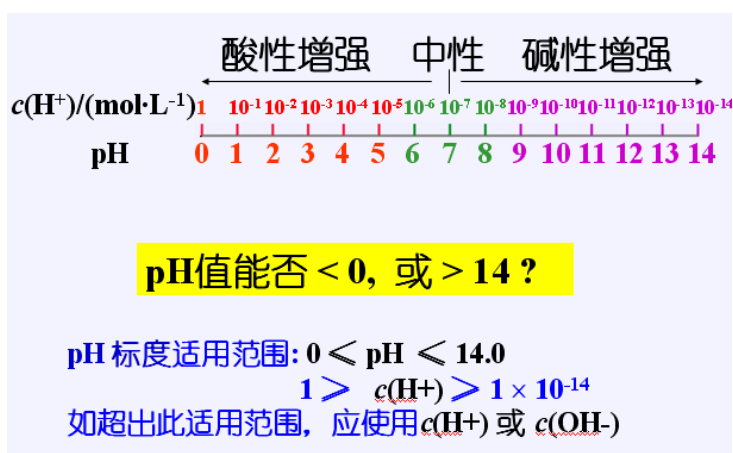 酸性增强 中性 碱性增强
c(H⁺)/(mol·L⁻¹) 1 10⁻¹ 10⁻² 10⁻³ 10⁻⁴ 10⁻⁵ 10⁻⁶ 10⁻⁷ 10⁻⁸ 10⁻⁹ 10⁻¹⁰ 10⁻¹¹ 10⁻¹² 10⁻¹³ 10⁻¹⁴
pH 0 1 2 3 4 5 6 7 8 9 10 11 12 13 14
pH值能否 < 0, 或 > 14 ?
pH 标度适用范围: 0 ≤ pH ≤ 14.0
1 ≥ c(H+) ≥ 1 × 10⁻¹⁴
如超出此适用范围，应使用c(H+) 或 c(OH-)